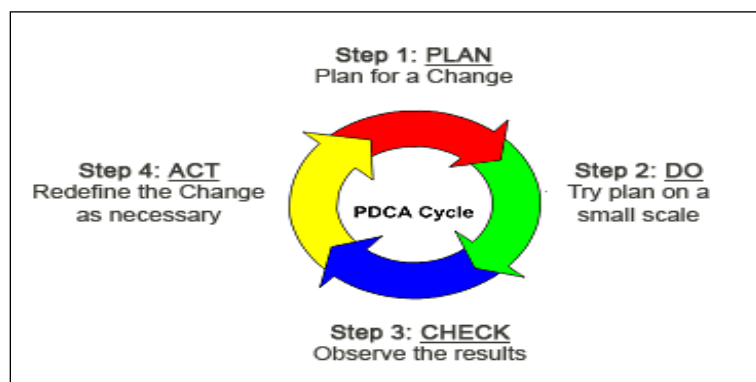 Step 1: PLAN
Plan for a Change
Step 2: DO
Try plan on a
small scale
Step 3: CHECK
Observe the results
Step 4: ACT
Redefine the Change
as necessary
PDCA Cycle